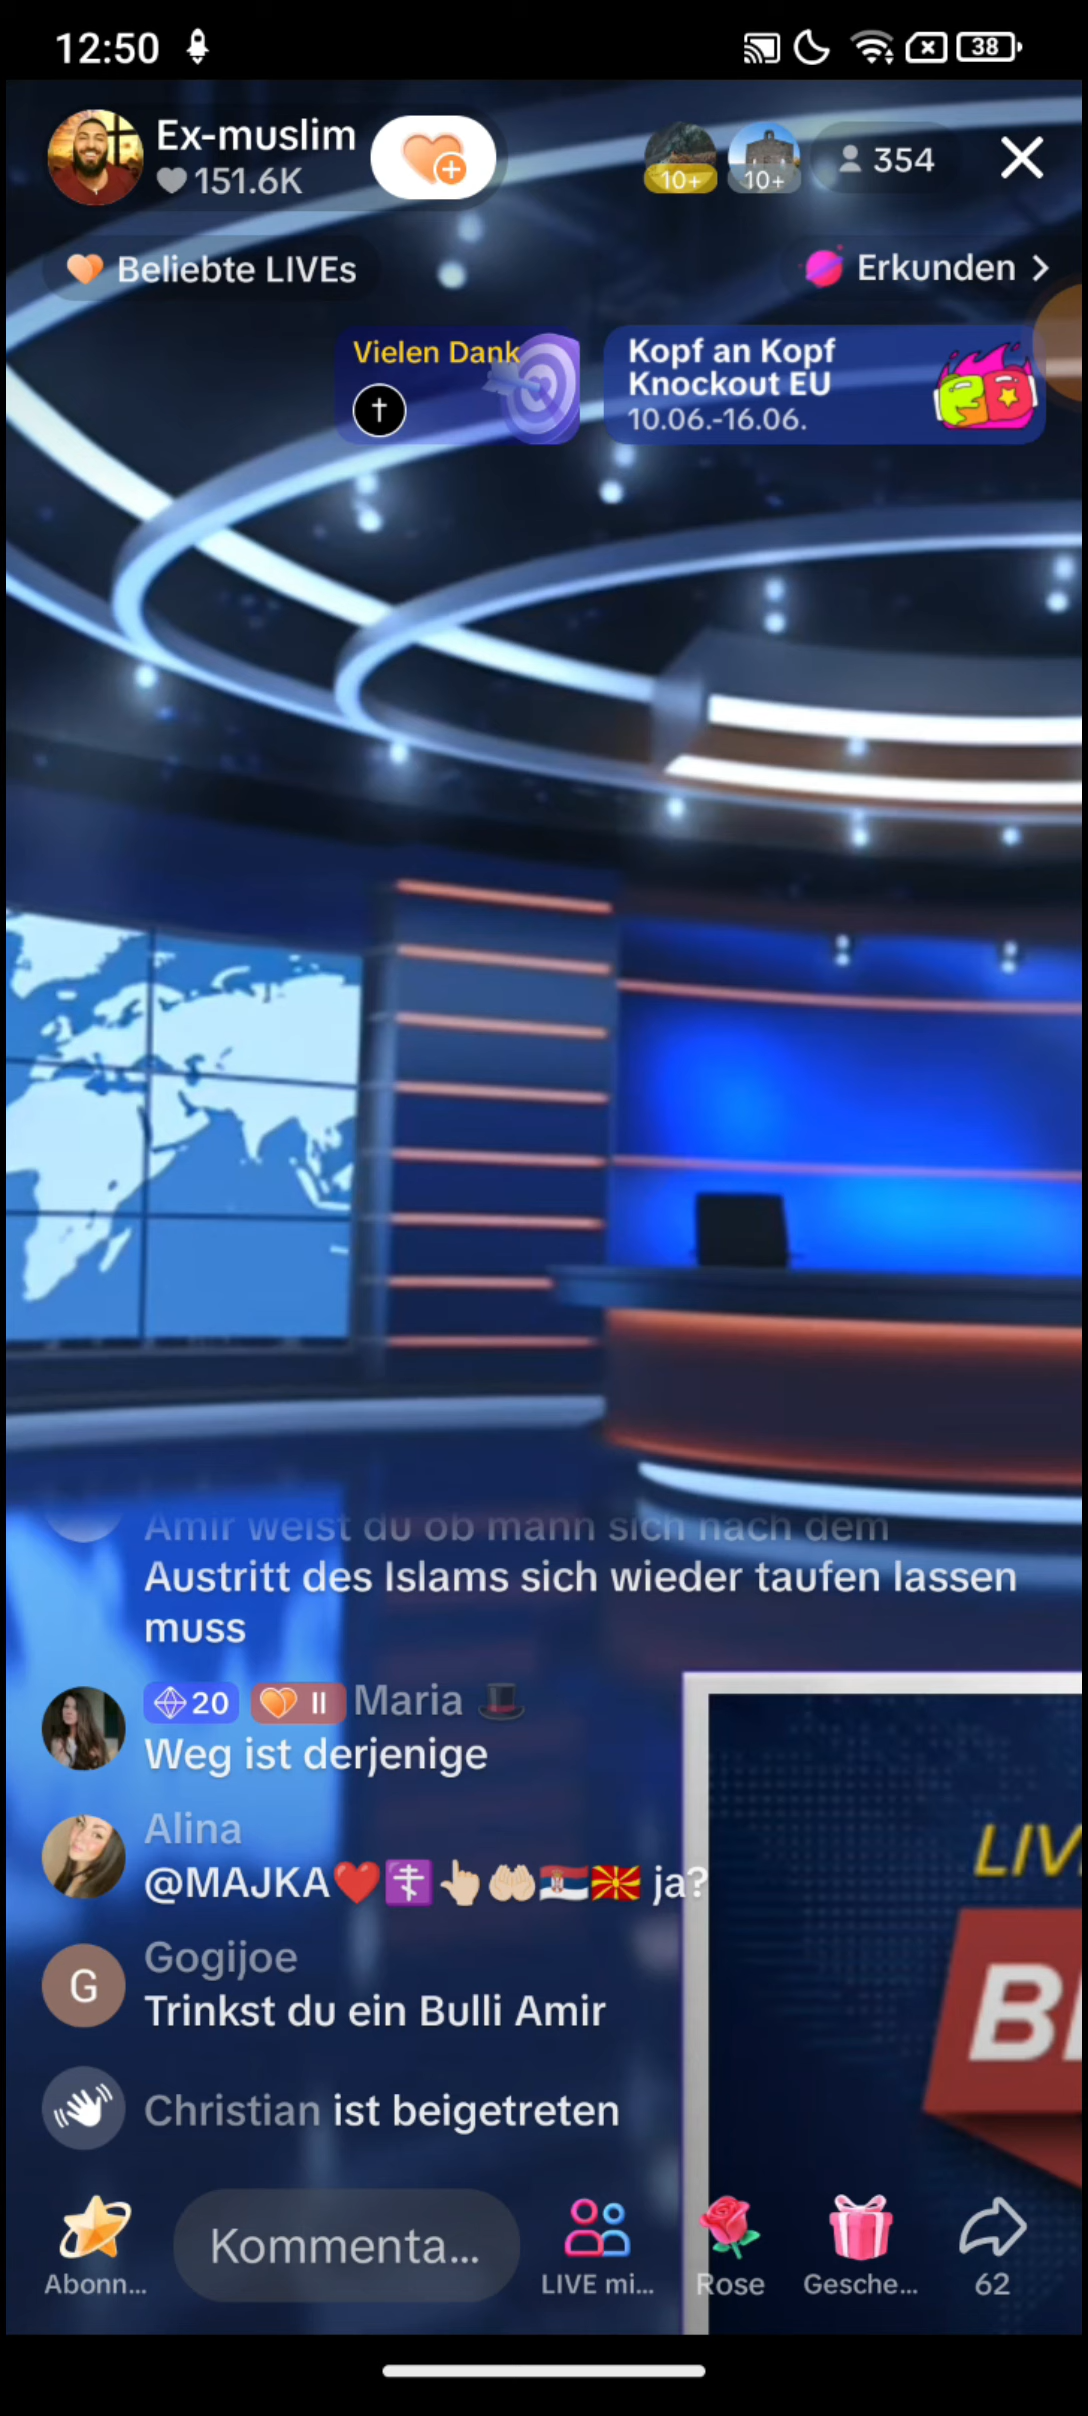 12:50
38
Ex-muslim
151.6K
10+
10+
354
Beliebte LIVEs
Erkunden
Vielen Dank
Kopf an Kopf
Knockout EU
10.06.-16.06.
Amir weist du ob mann sich nach dem
Austritt des Islams sich wieder taufen lassen
muss
20 II Maria 🎩
Weg ist derjenige
Alina
@MAJKA❤️☦️👆🏼🤲🏼🇷🇸🇲🇰 ja?
G
Gogijoe
Trinkst du ein Bulli Amir
Christian ist beigetreten
LIV
B
Abonn...
Kommenta...
LIVE mi...
Rose
Gesche...
62